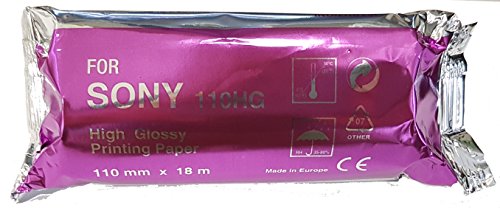 FOR
SONY 110HG
High Glossy
Printing Paper
110 mm x 18 m
07
OTHER
Made in Europe
CE